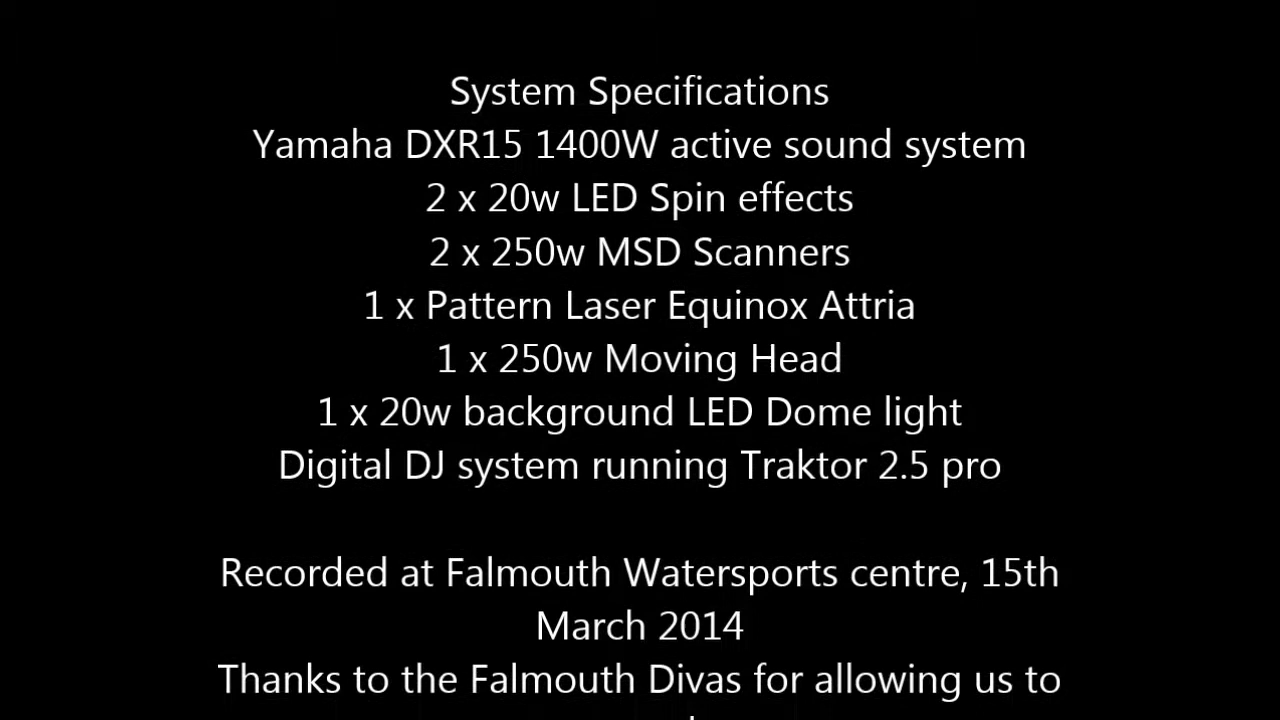 System Specifications
Yamaha DXR15 1400W active sound system
2 x 20w LED Spin effects
2 x 250w MSD Scanners
1 x Pattern Laser Equinox Attria
1 x 250w Moving Head
1 x 20w background LED Dome light
Digital DJ system running Traktor 2.5 pro
Recorded at Falmouth Watersports centre, 15th
March 2014
Thanks to the Falmouth Divas for allowing us to